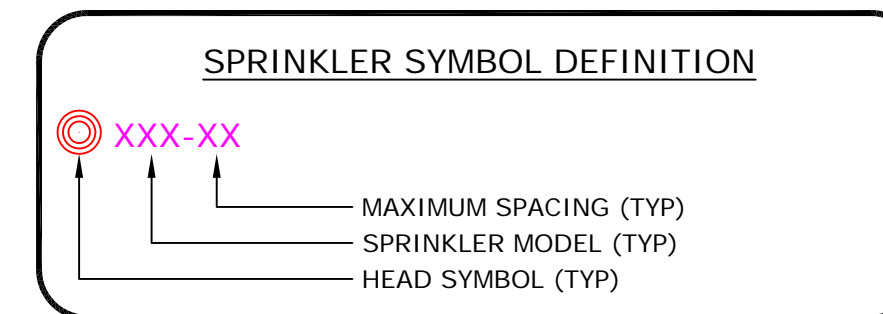 SPRINKLER SYMBOL DEFINITION
XXX-XX
MAXIMUM SPACING (TYP)
SPRINKLER MODEL (TYP)
HEAD SYMBOL (TYP)